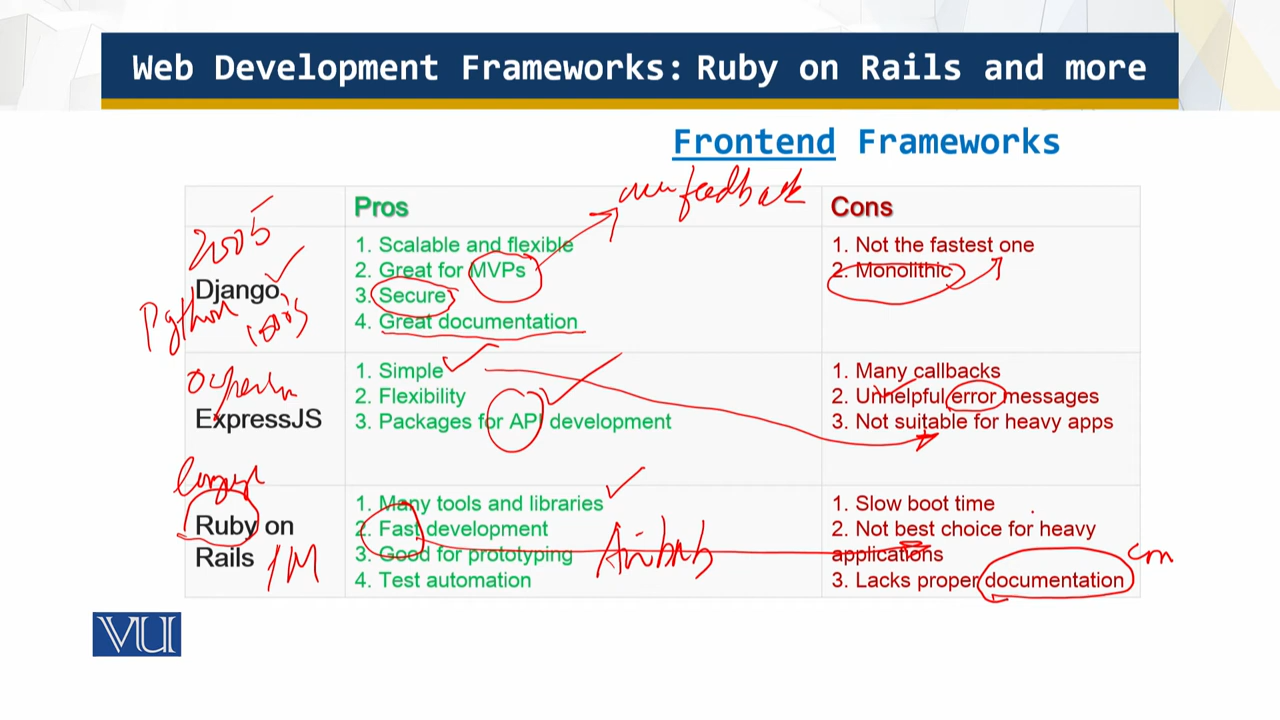 Web Development Frameworks: Ruby on Rails and more
Frontend Frameworks
Pros
Cons
2005
Django
Python
1. Scalable and flexible
2. Great for MVPs
3. Secure
4. Great documentation
feedback
1. Not the fastest one
2. Monolithic
ExpressJS
1. Simple
2. Flexibility
3. Packages for API development
1. Many callbacks
2. Unhelpful error messages
3. Not suitable for heavy apps
Ruby on
Rails
1M
1. Many tools and libraries
2. Fast development
3. Good for prototyping
4. Test automation
Airbnb
1. Slow boot time
2. Not best choice for heavy
applications
3. Lacks proper documentation
VU